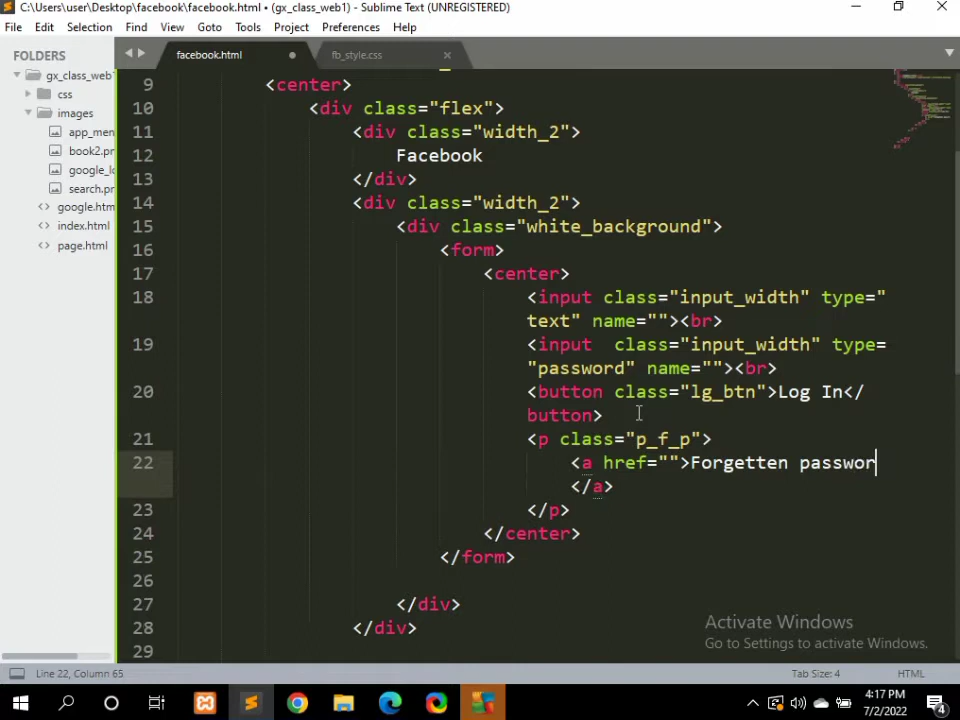 C:\Users\user\Desktop\facebook\facebook.html • (gx_class_web1) - Sublime Text (UNREGISTERED)
File Edit Selection Find View Goto Tools Project Preferences Help
FOLDERS
gx_class_web1
css
images
app_men
book2.pr
google_lo
search.pr
google.htm
index.html
page.html
facebook.html
fb_style.css
9 <center>
10 <div class="flex">
11 <div class="width_2">
12 Facebook
13 </div>
14 <div class="width_2">
15 <div class="white_background">
16 <form>
17 <center>
18 <input class="input_width" type="
text" name=""><br>
19 <input  class="input_width" type=
"password" name=""><br>
20 <button class="lg_btn">Log In</
button>
21 <p class="p_f_p">
22 <a href="">Forgetten passwor
</a>
23 </p>
24 </center>
25 </form>
26
27 </div>
28 </div>
29
Activate Windows
Go to Settings to activate Windows.
Line 22, Column 65
Tab Size: 4
HTML
4:17 PM
7/2/2022
4